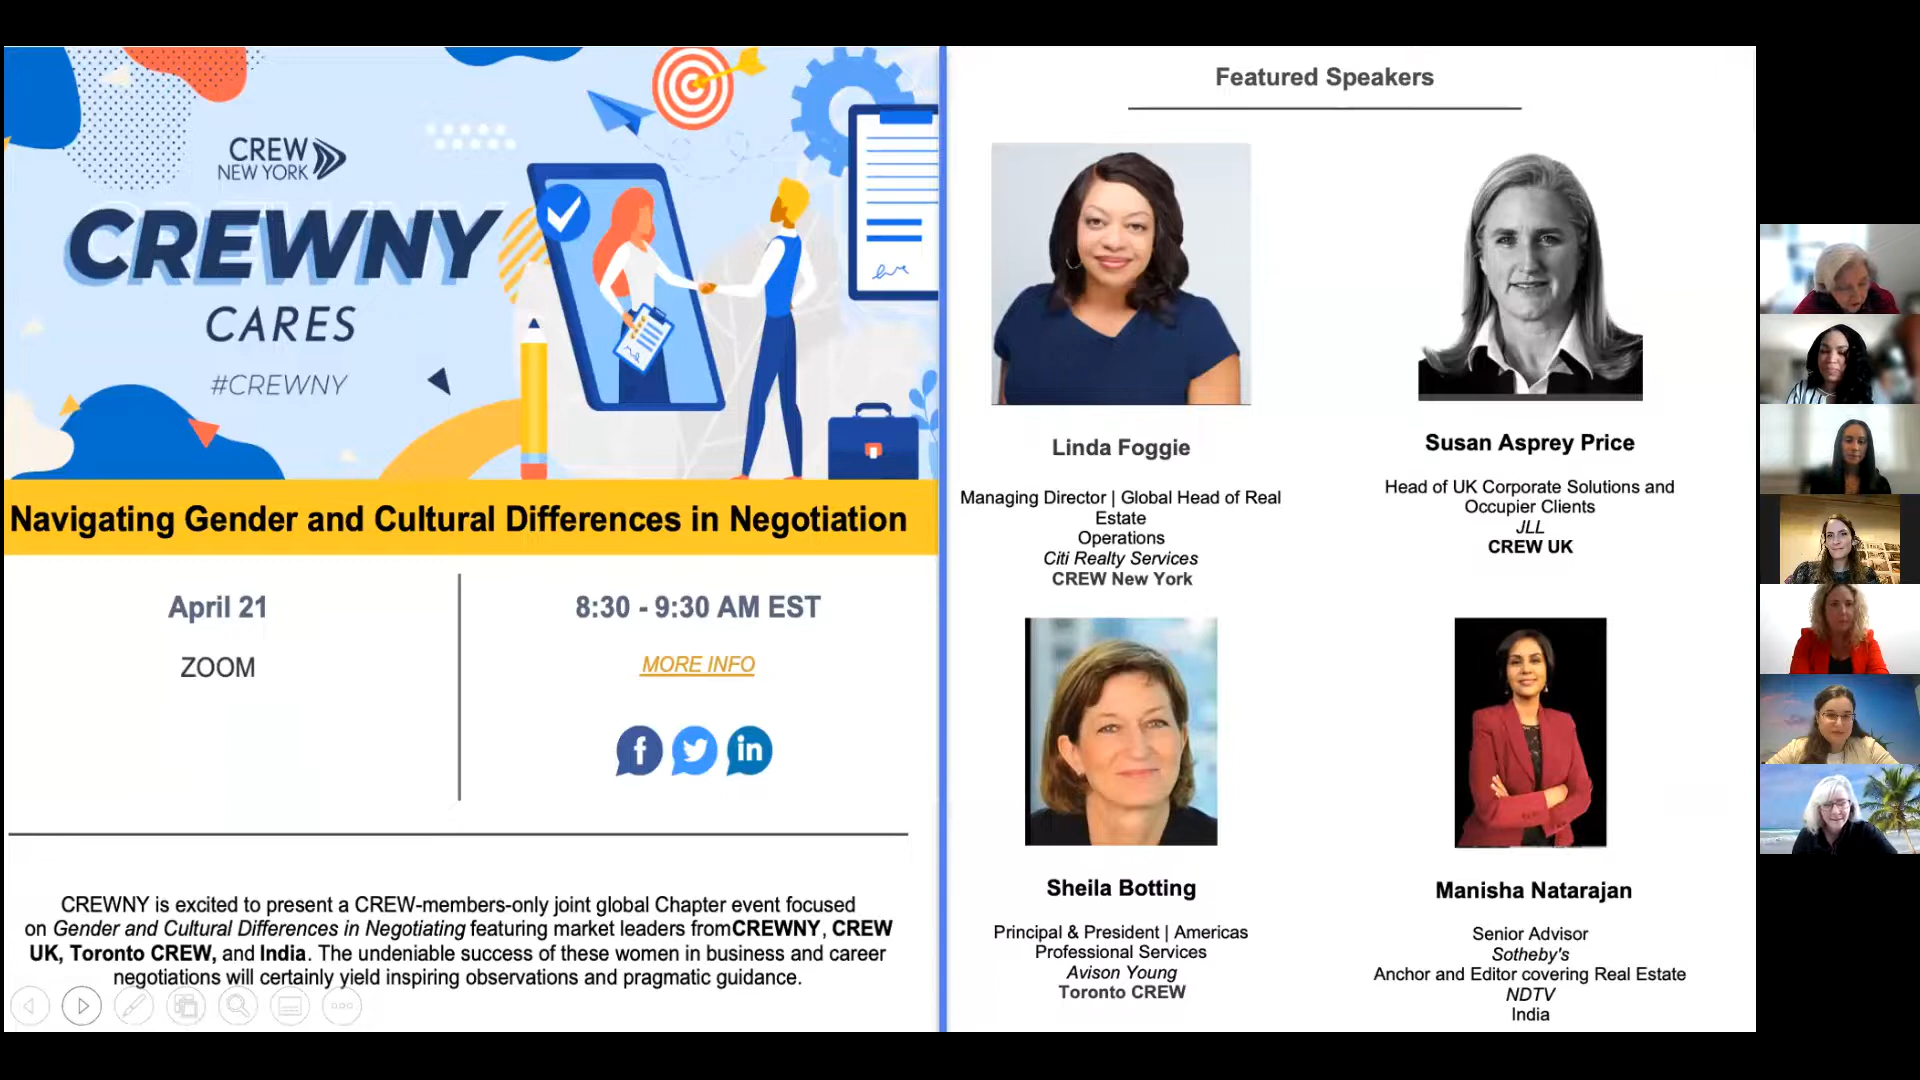 CREW
NEW YORK
CREWNY
CARES
#CREWNY
Navigating Gender and Cultural Differences in Negotiation
April 21
ZOOM
8:30 - 9:30 AM EST
MORE INFO
f
in
CREWNY is excited to present a CREW-members-only joint global Chapter event focused
on Gender and Cultural Differences in Negotiating featuring market leaders fromCREWNY, CREW
UK, Toronto CREW, and India. The undeniable success of these women in business and career
negotiations will certainly yield inspiring observations and pragmatic guidance.
Featured Speakers
Linda Foggie
Managing Director | Global Head of Real
Estate
Operations
Citi Realty Services
CREW New York
Susan Asprey Price
Head of UK Corporate Solutions and
Occupier Clients
JLL
CREW UK
Sheila Botting
Principal & President | Americas
Professional Services
Avison Young
Toronto CREW
Manisha Natarajan
Senior Advisor
Sotheby's
Anchor and Editor covering Real Estate
NDTV
India